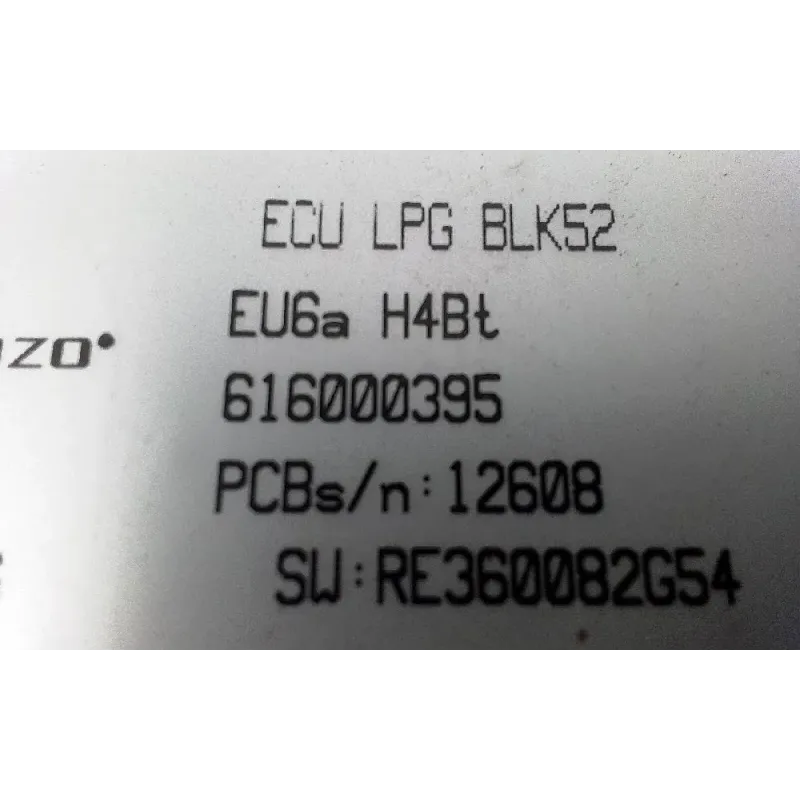 ECU LPG BLK52
EU6a H4Bt
616000395
PCBs/n:12608
SW:RE360082G54